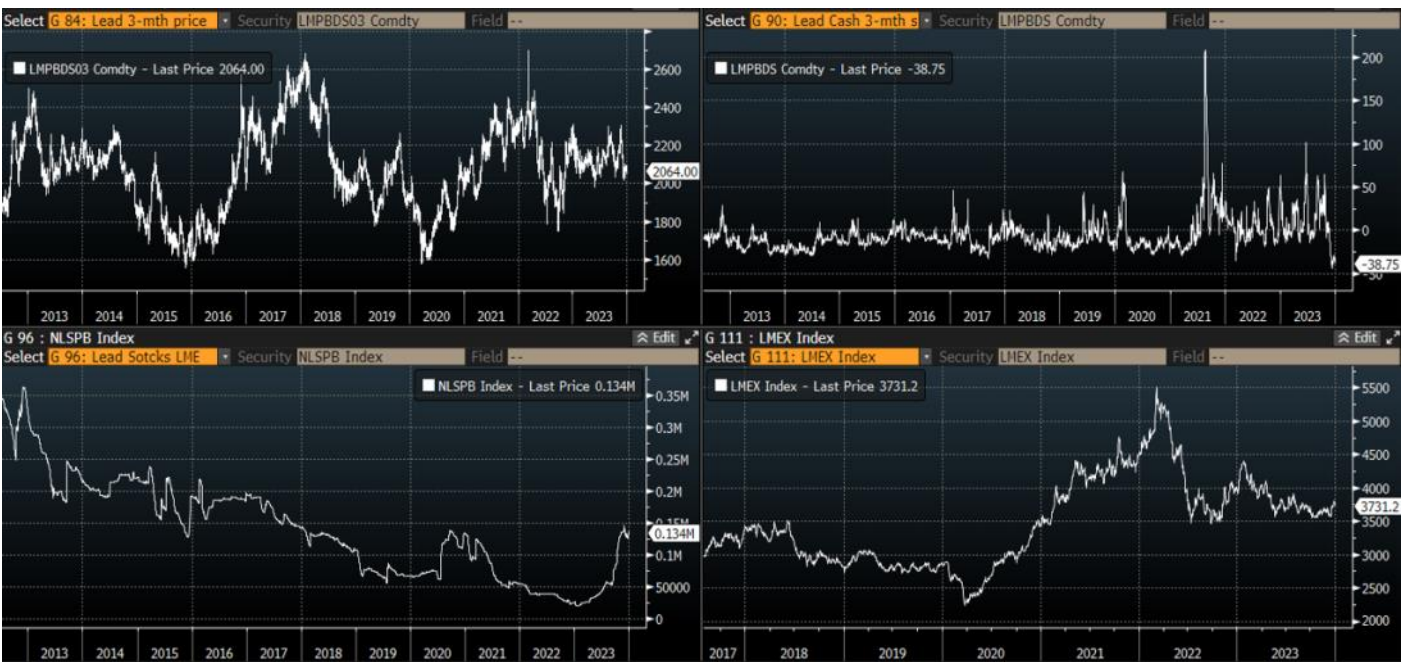 Select G 84: Lead 3-mth price Security LMPBDS03 Comdty Field --
LMPBDS03 Comdty - Last Price 2064.00
2600
2400
2200
2064.00
2000
1800
1600
2013 2014 2015 2016 2017 2018 2019 2020 2021 2022 2023
Select G 90: Lead Cash 3-mth s Security LMPBDS Comdty Field --
LMPBDS Comdty - Last Price -38.75
200
150
100
50
0
-38.75
-50
2013 2014 2015 2016 2017 2018 2019 2020 2021 2022 2023
G 96 : NLSPB Index Edit
Select G 96: Lead Sotcks LME Security NLSPB Index Field --
NLSPB Index - Last Price 0.134M
0.35M
0.3M
0.25M
0.2M
0.15M
0.134M
0.1M
50000
0
2013 2014 2015 2016 2017 2018 2019 2020 2021 2022 2023
G 111 : LMEX Index Edit
Select G 111: LMEX Index Security LMEX Index Field --
LMEX Index - Last Price 3731.2
5500
5000
4500
4000
3731.2
3500
3000
2500
2000
2017 2018 2019 2020 2021 2022 2023